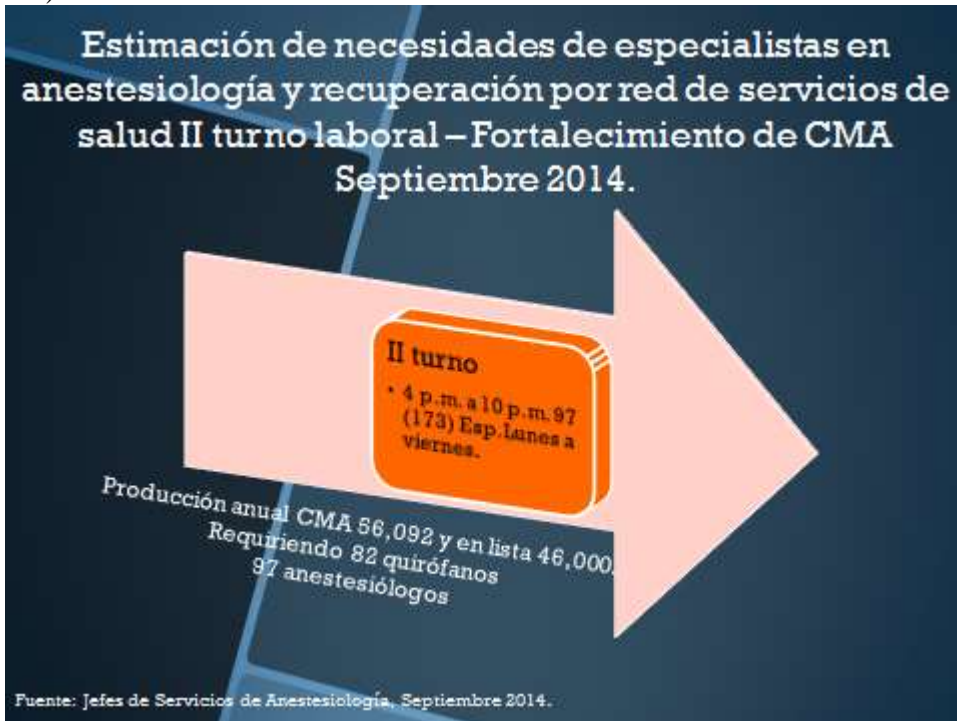 Estimación de necesidades de especialistas en
anestesiología y recuperación por red de servicios de
salud II turno laboral – Fortalecimiento de CMA
Septiembre 2014.
II turno
• 4 p.m. a 10 p.m. 97
(173) Esp. Lunes a
viernes.
Producción anual CMA 56,092 y en lista 46,000.
Requiriendo 82 quirófanos
97 anestesiólogos
Fuente: Jefes de Servicios de Anestesiología, Septiembre 2014.